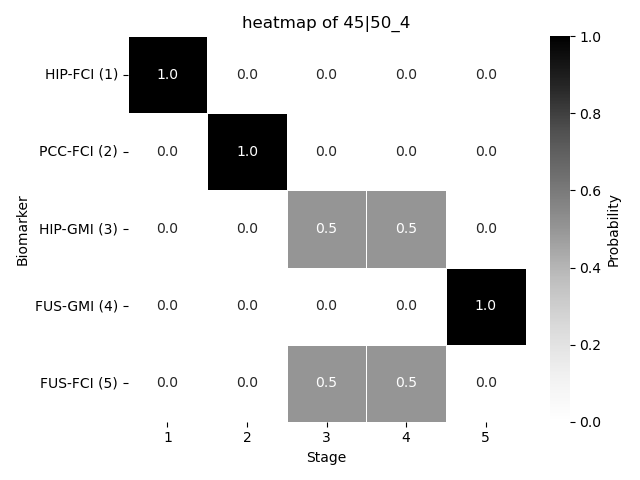 heatmap of 45|50_4
Biomarker
HIP-FCI (1) 1.0 0.0 0.0 0.0 0.0
PCC-FCI (2) 0.0 1.0 0.0 0.0 0.0
HIP-GMI (3) 0.0 0.0 0.5 0.5 0.0
FUS-GMI (4) 0.0 0.0 0.0 0.0 1.0
FUS-FCI (5) 0.0 0.0 0.5 0.5 0.0
1 2 3 4 5
Stage
1.0
0.8
0.6
0.4
0.2
0.0
Probability